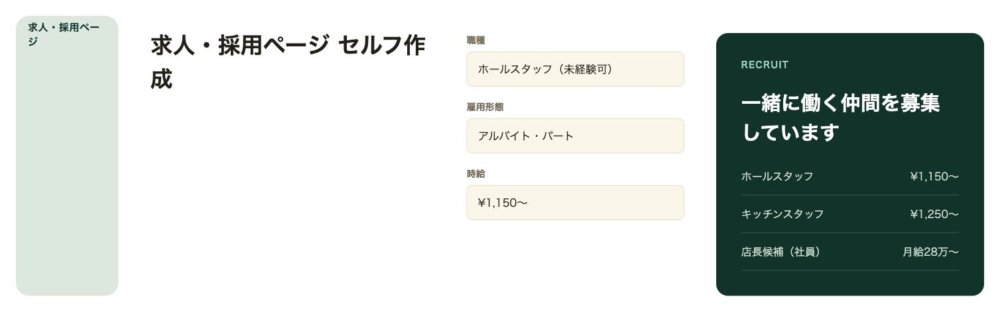 求人・採用ペー
ジ
求人・採用ページ セルフ作
成
職種
ホールスタッフ（未経験可）
雇用形態
アルバイト・パート
時給
¥1,150〜
RECRUIT
一緒に働く仲間を募集
しています
ホールスタッフ ¥1,150〜
キッチンスタッフ ¥1,250〜
店長候補（社員） 月給28万〜